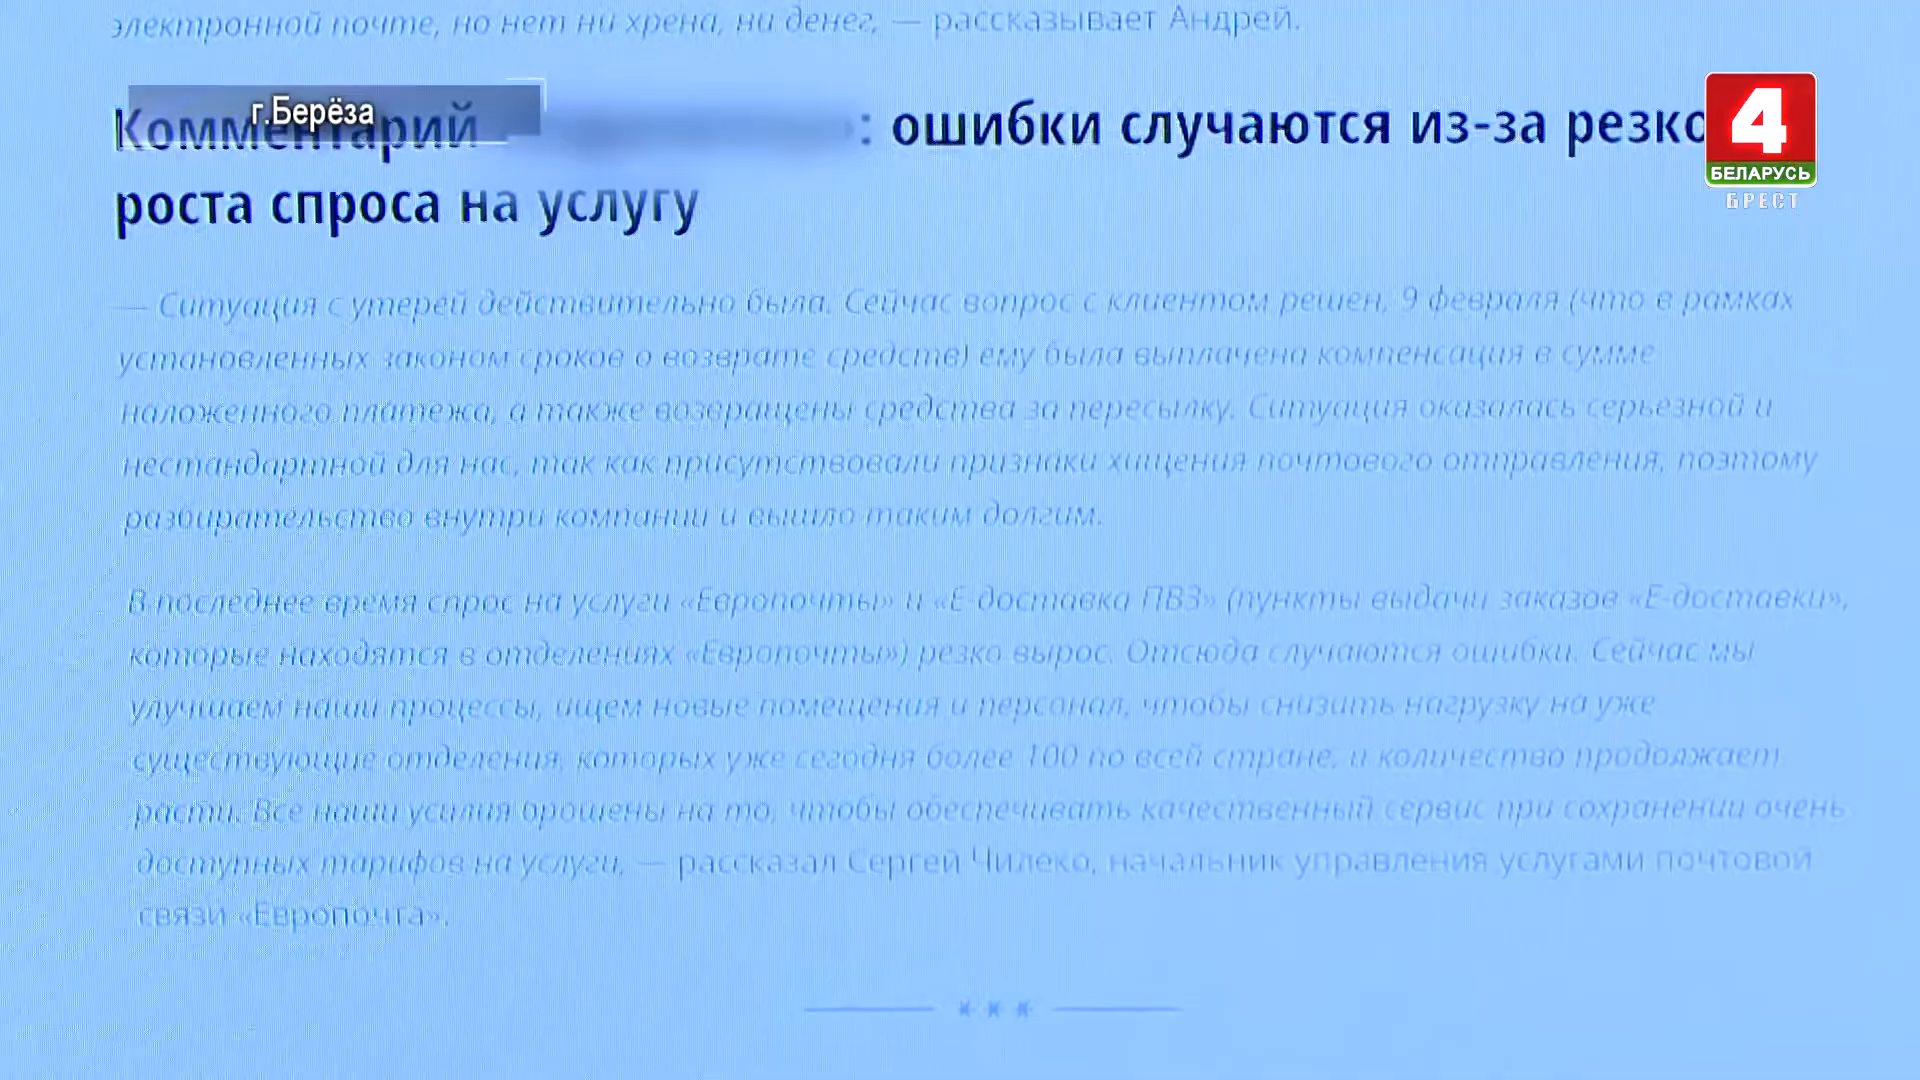 электронной почте, но нет ни хрена, ни денег, — рассказывает Андрей.
г.Берёза
Комментарий : ошибки случаются из-за резко
роста спроса на услугу
4
БЕЛАРУСЬ
БРЕСТ
— Ситуация с утерей действительно была. Сейчас вопрос с клиентом решен, 9 февраля (что в рамках
установленных законом сроков о возврате средств) ему была выплачена компенсация в сумме
наложенного платежа, а также возвращены средства за пересылку. Ситуация оказалась серьезной и
нестандартной для нас, так как присутствовали признаки хищения почтового отправления, поэтому
разбирательство внутри компании и вышло таким долгим.
В последнее время спрос на услуги «Европочты» и «Е-доставка ПВЗ» (пункты выдачи заказов «Е-доставки»,
которые находятся в отделениях «Европочты») резко вырос. Отсюда случаются ошибки. Сейчас мы
улучшаем наши процессы, ищем новые помещения и персонал, чтобы снизить нагрузку на уже
существующие отделения, которых уже сегодня более 100 по всей стране, и количество продолжает
расти. Все наши усилия брошены на то, чтобы обеспечивать качественный сервис при сохранении очень
доступных тарифов на услуги, — рассказал Сергей Чилеко, начальник управления услугами почтовой
связи «Европочта».